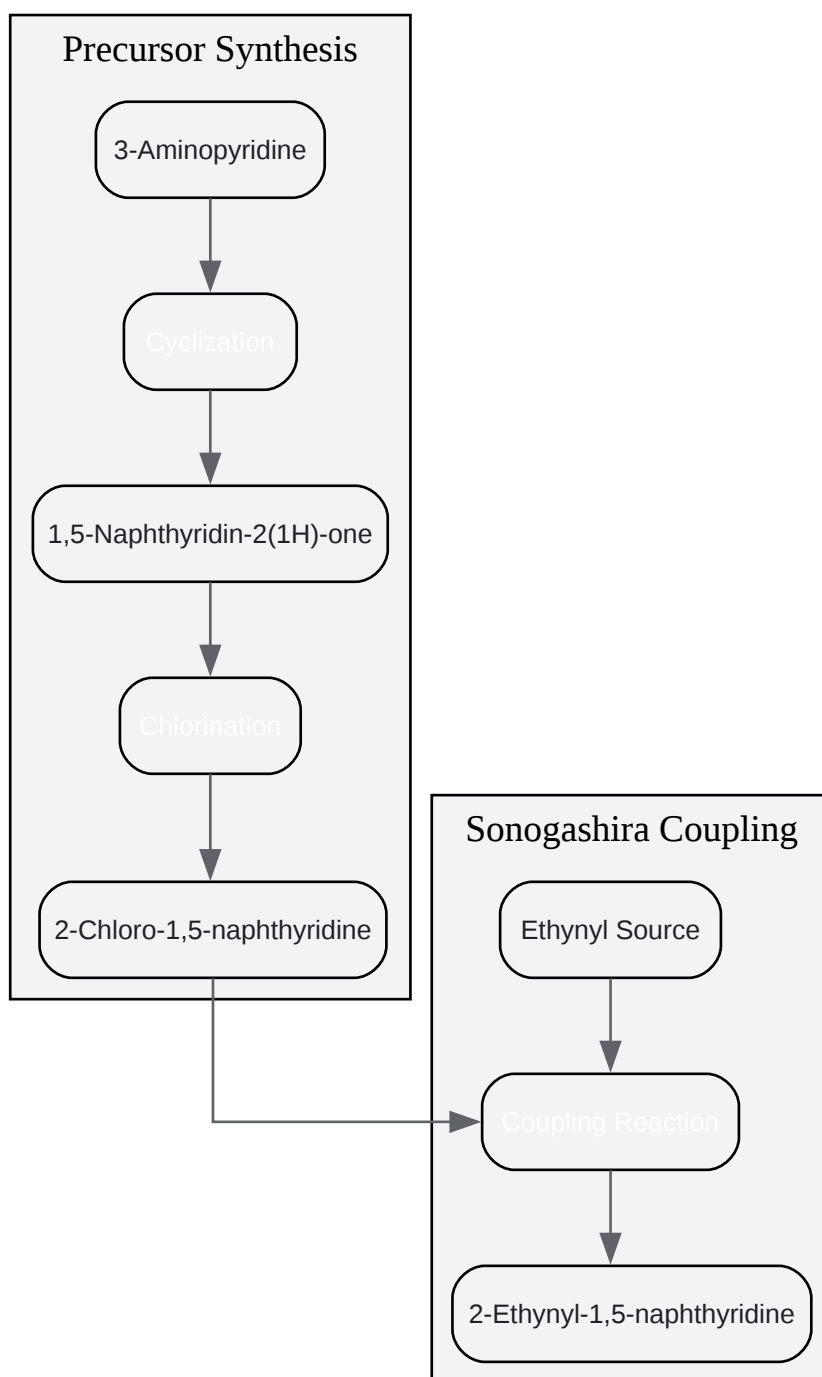 Precursor Synthesis
3-Aminopyridine
Cyclization
1,5-Naphthyridin-2(1H)-one
Chlorination
2-Chloro-1,5-naphthyridine
Sonogashira Coupling
Ethynyl Source
Coupling Reaction
2-Ethynyl-1,5-naphthyridine